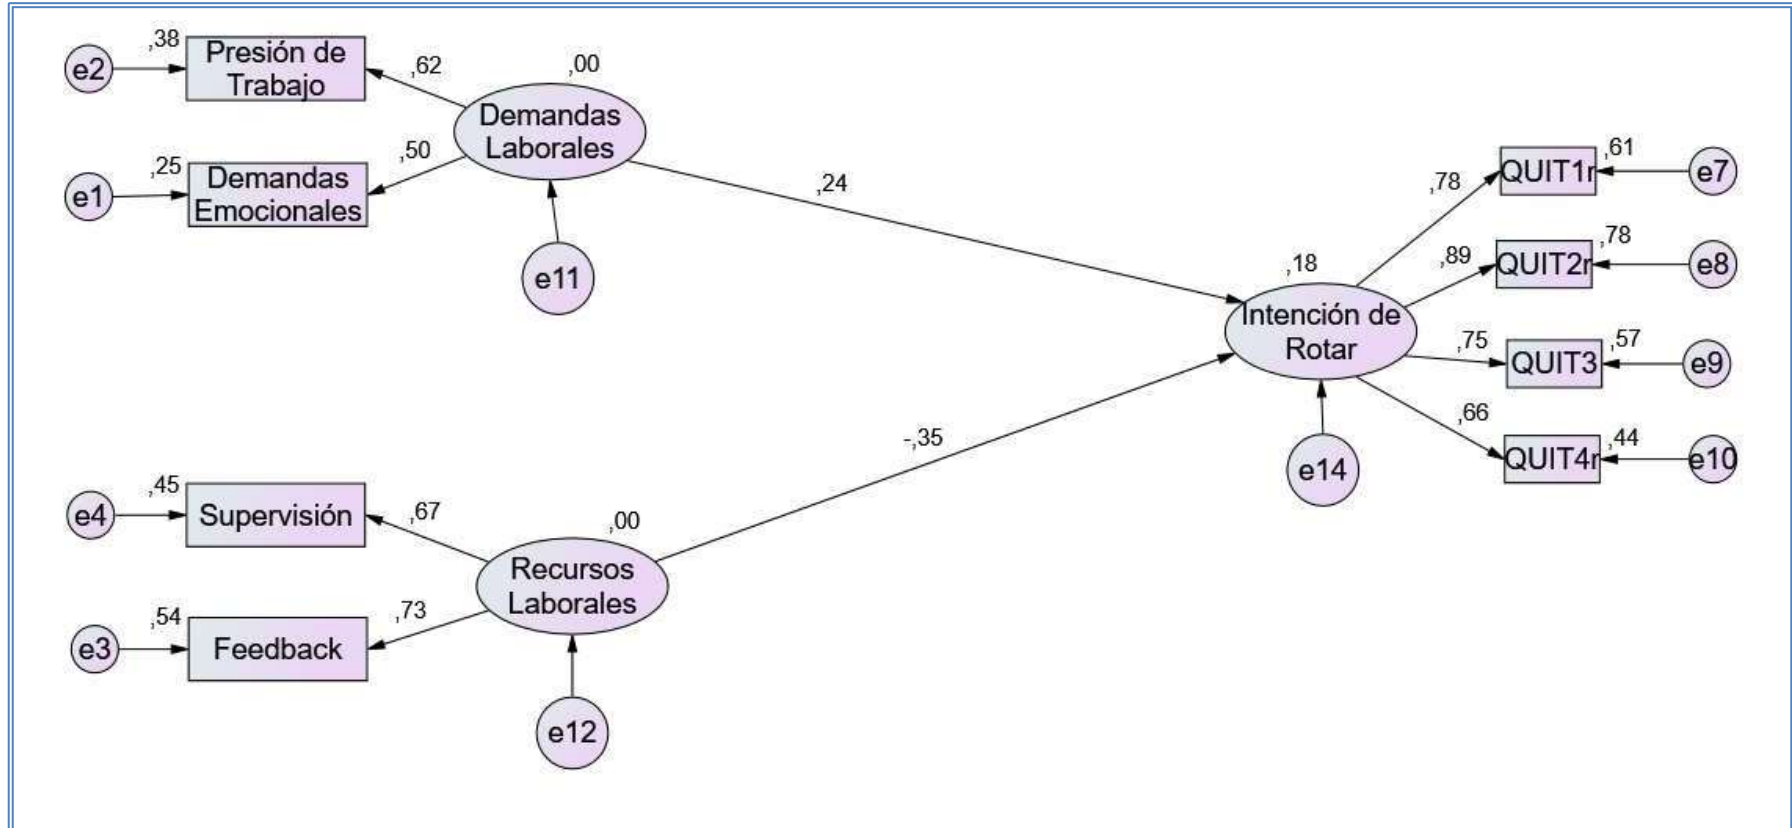 ,38
e2
Presión de
Trabajo
,62
,00
Demandas
Laborales
,25
e1
Demandas
Emocionales
,50
e11
,24
,18
Intención de
Rotar
e14
,78
QUIT1r
,61
e7
,89
QUIT2r
,78
e8
,75
QUIT3
,57
e9
,66
QUIT4r
,44
e10
-,35
,45
e4
Supervisión
,67
,00
Recursos
Laborales
,54
e3
Feedback
,73
e12